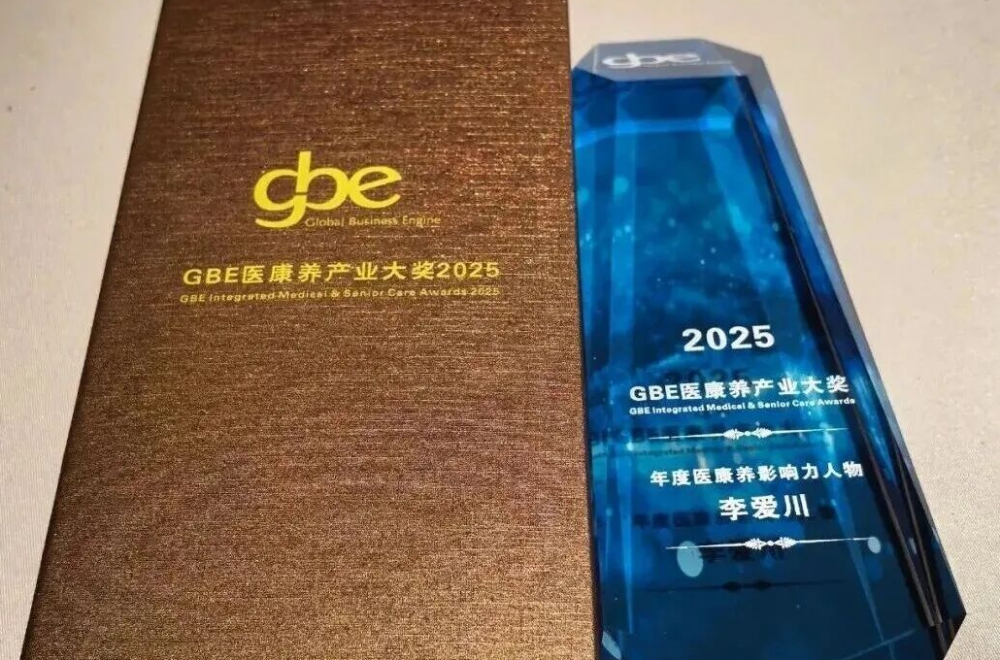 gbe
Global Business Engine
GBE医康养产业大奖2025
GBE Integrated Medical & Senior Care Awards 2025
gbe
2025
GBE医康养产业大奖
GBE Integrated Medical & Senior Care Awards
年度医康养影响力人物
李爱川